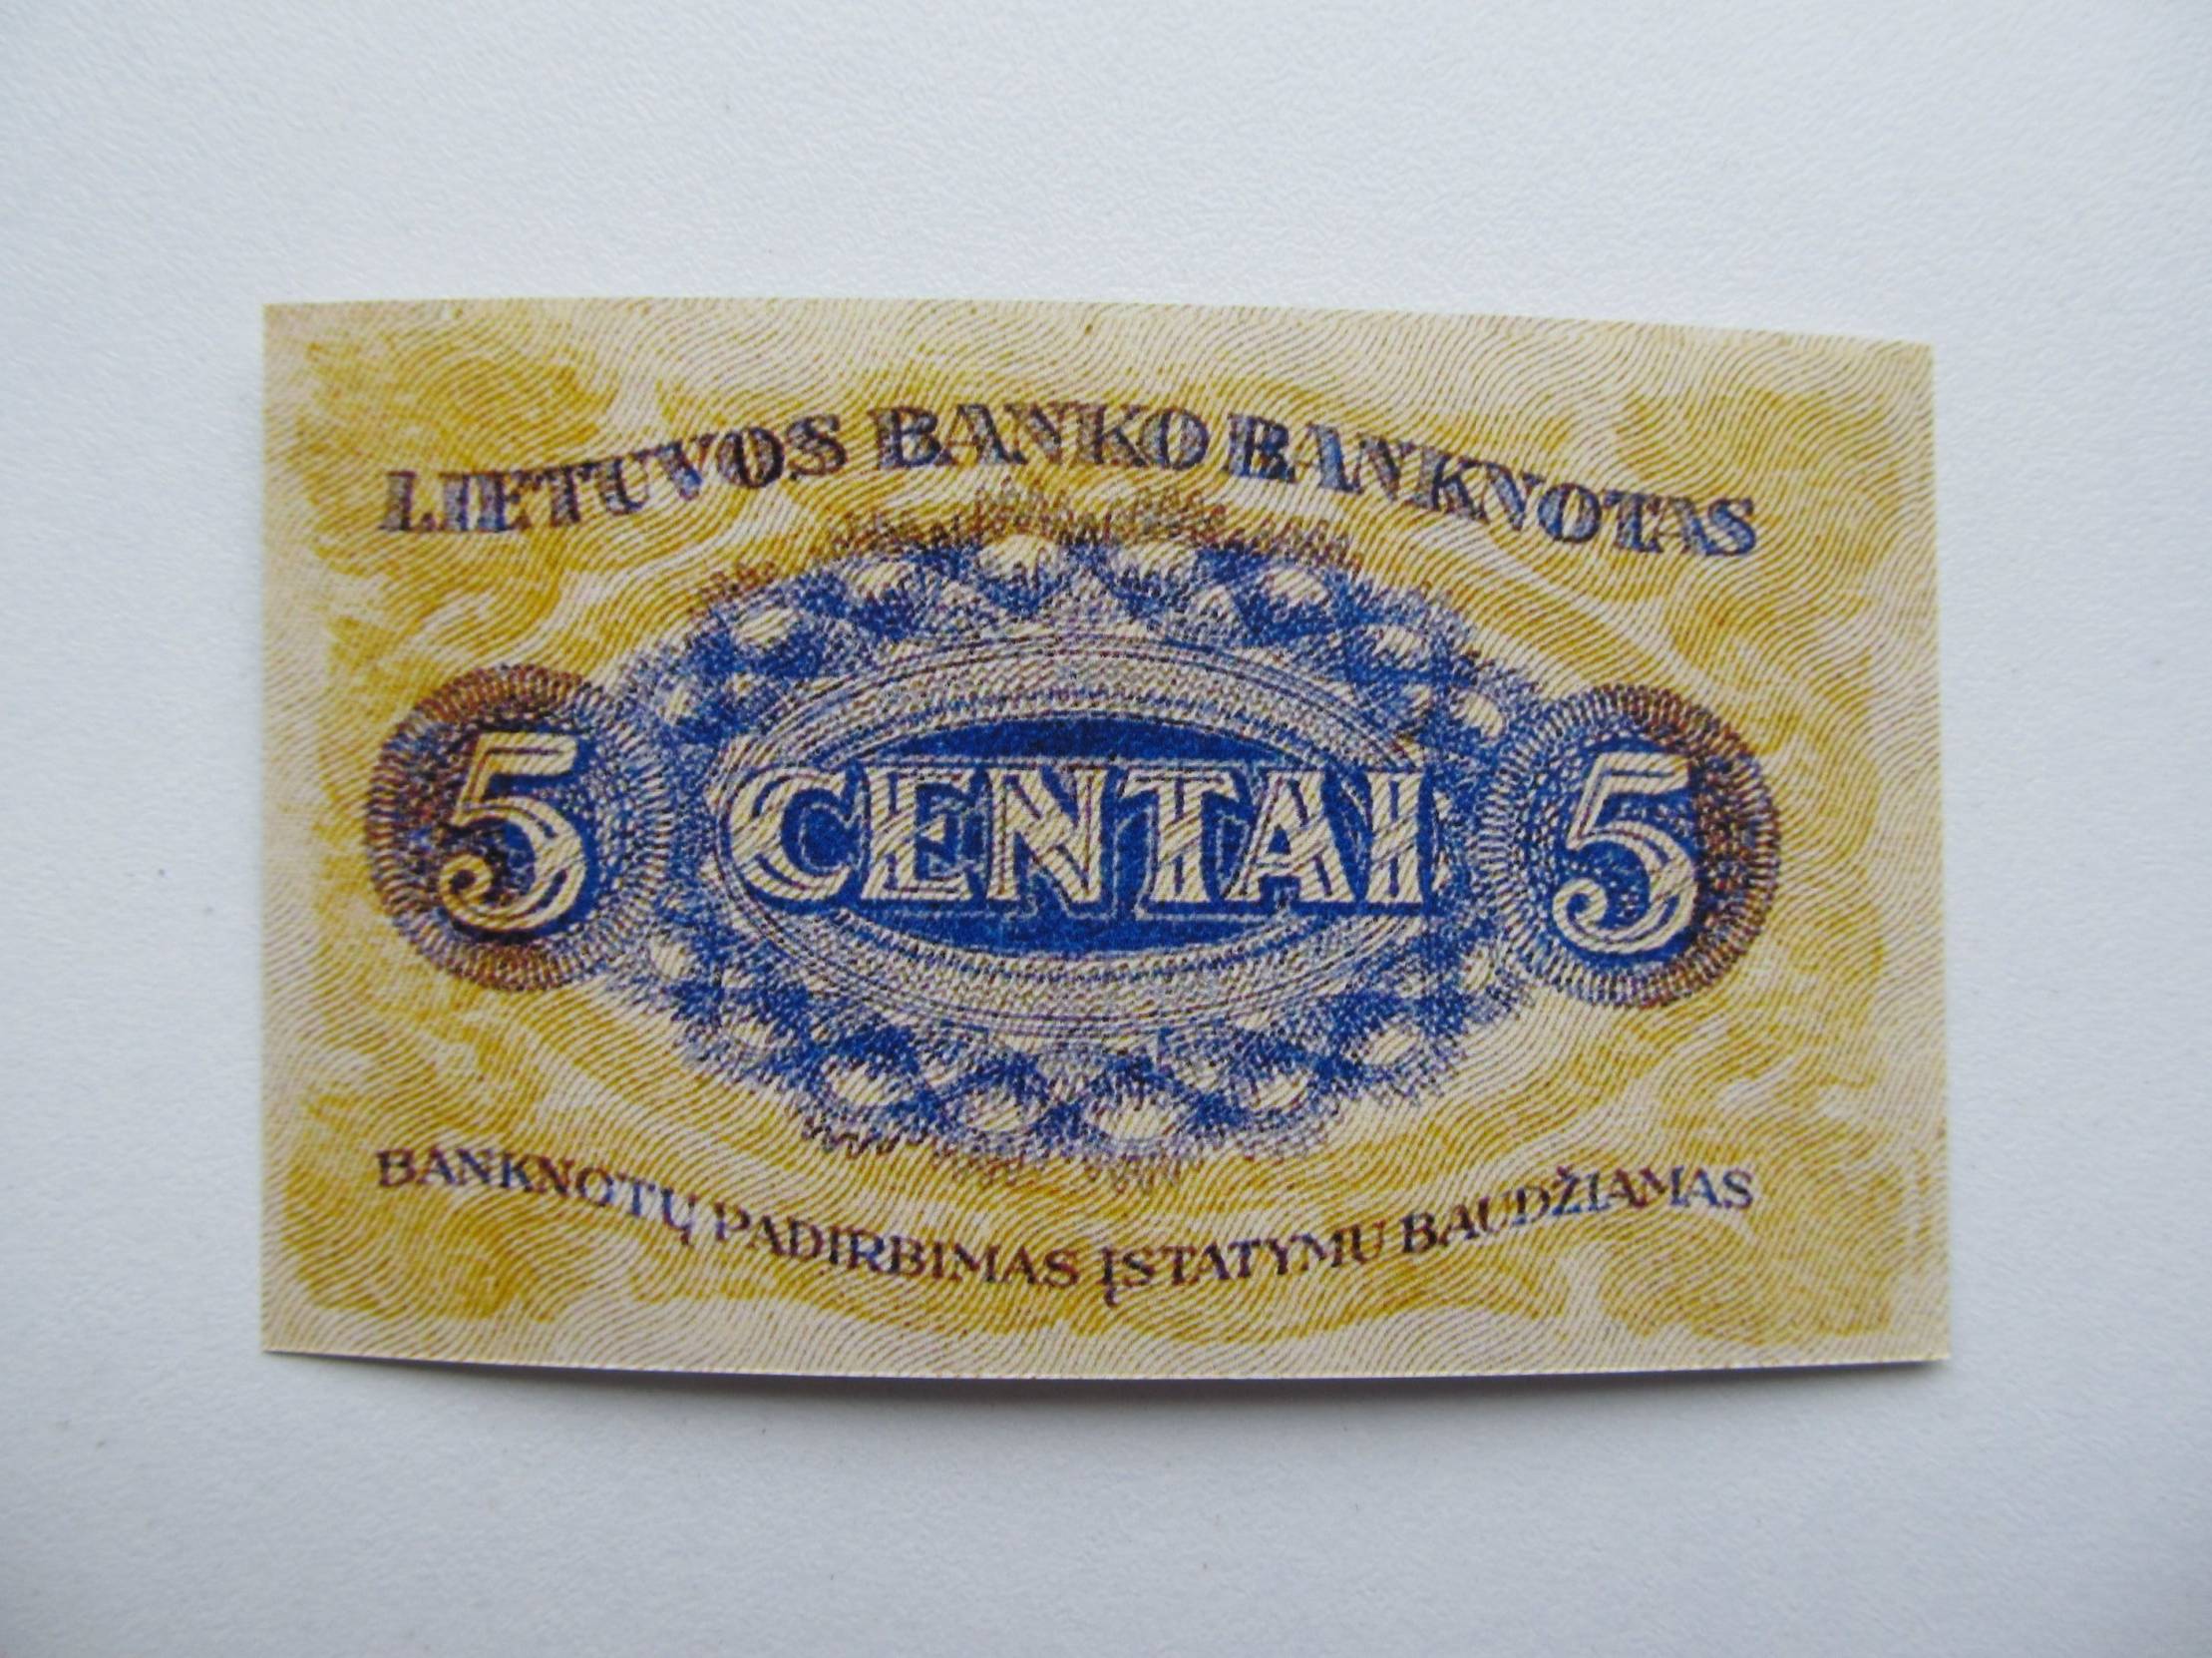 LIETUVOS BANKO BANKNOTAS
5 CENTAI 5
BANKNOTŲ PADIRBIMAS ĮSTATYMU BAUDŽIAMAS